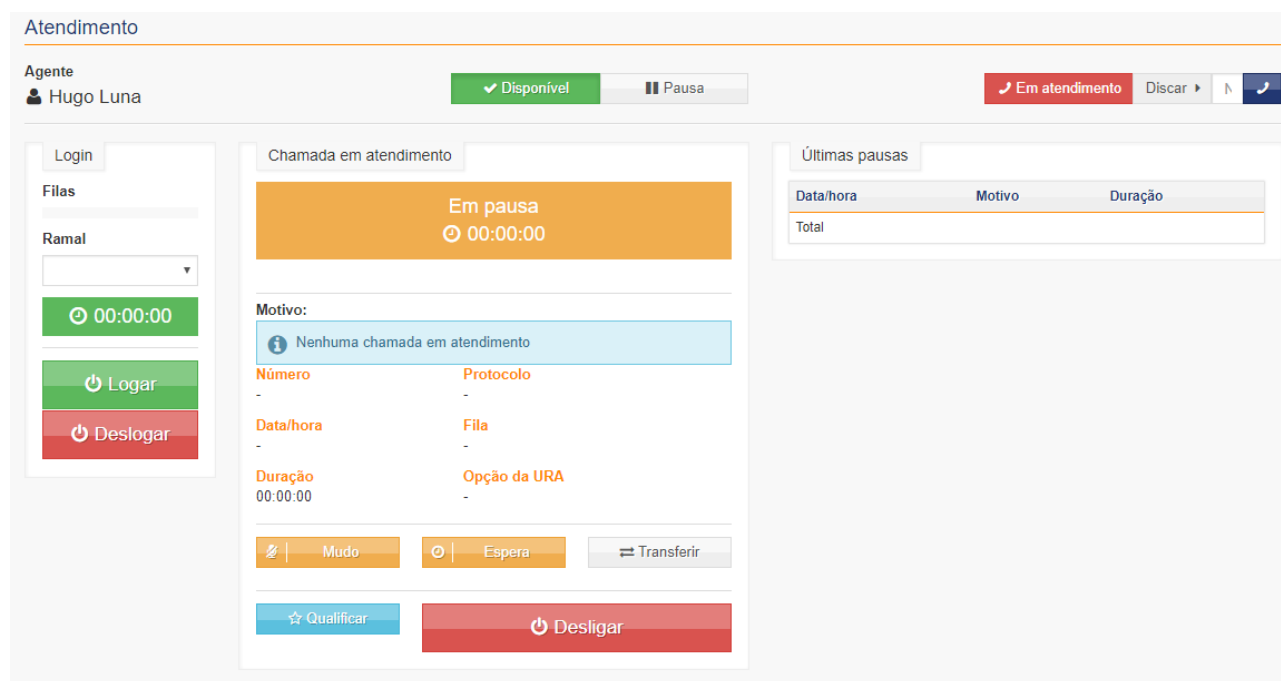 Atendimento
Agente
Hugo Luna
Disponível
Pausa
Em atendimento
Discar
Login
Filas
Ramal
00:00:00
Logar
Deslogar
Chamada em atendimento
Em pausa
00:00:00
Motivo:
Nenhuma chamada em atendimento
Número Protocolo
- -
Data/hora Fila
- -
Duração Opção da URA
00:00:00 -
Mudo Espera Transferir
Qualificar Desligar
Últimas pausas
Data/hora Motivo Duração
Total